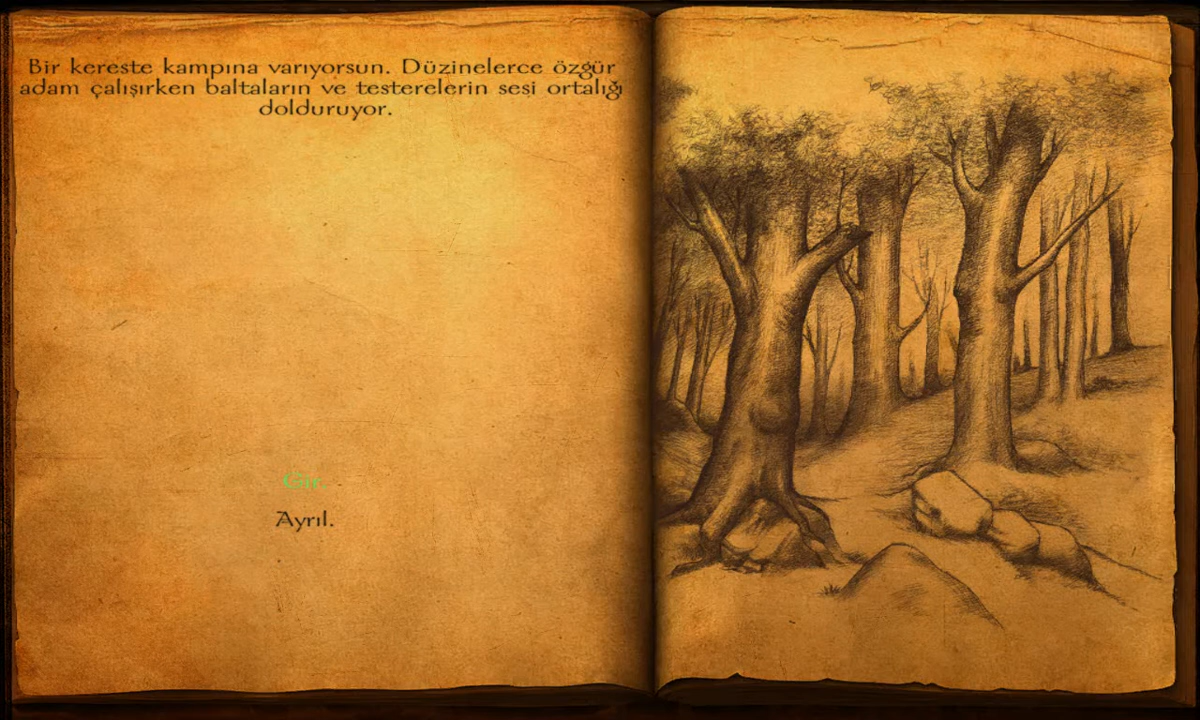 Bir kereste kampına varıyorsun. Düzinelerce özgür
adam çalışırken baltaların ve testerelerin sesi ortalığı
dolduruyor.
Gir.
Ayrıl.